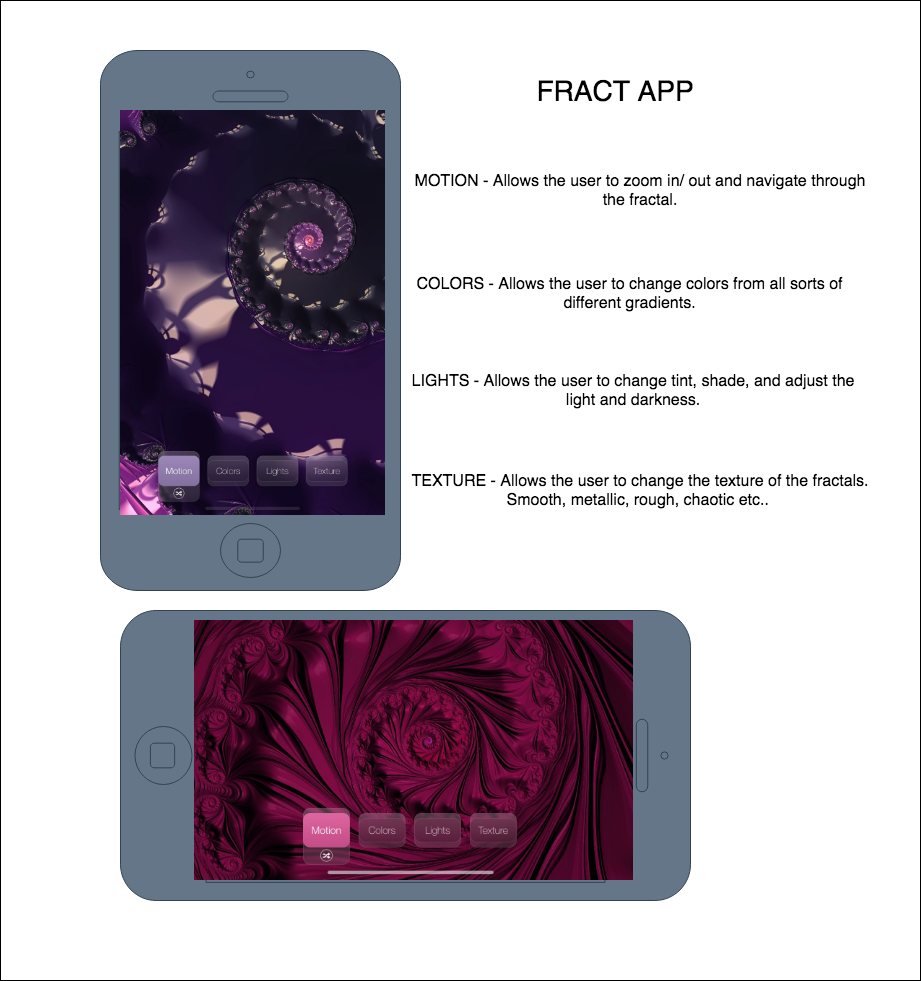 FRACT APP
MOTION - Allows the user to zoom in/ out and navigate through
the fractal.
COLORS - Allows the user to change colors from all sorts of
different gradients.
LIGHTS - Allows the user to change tint, shade, and adjust the
light and darkness.
TEXTURE - Allows the user to change the texture of the fractals.
Smooth, metallic, rough, chaotic etc..
Motion Colors Lights Texture
Motion Colors Lights Texture